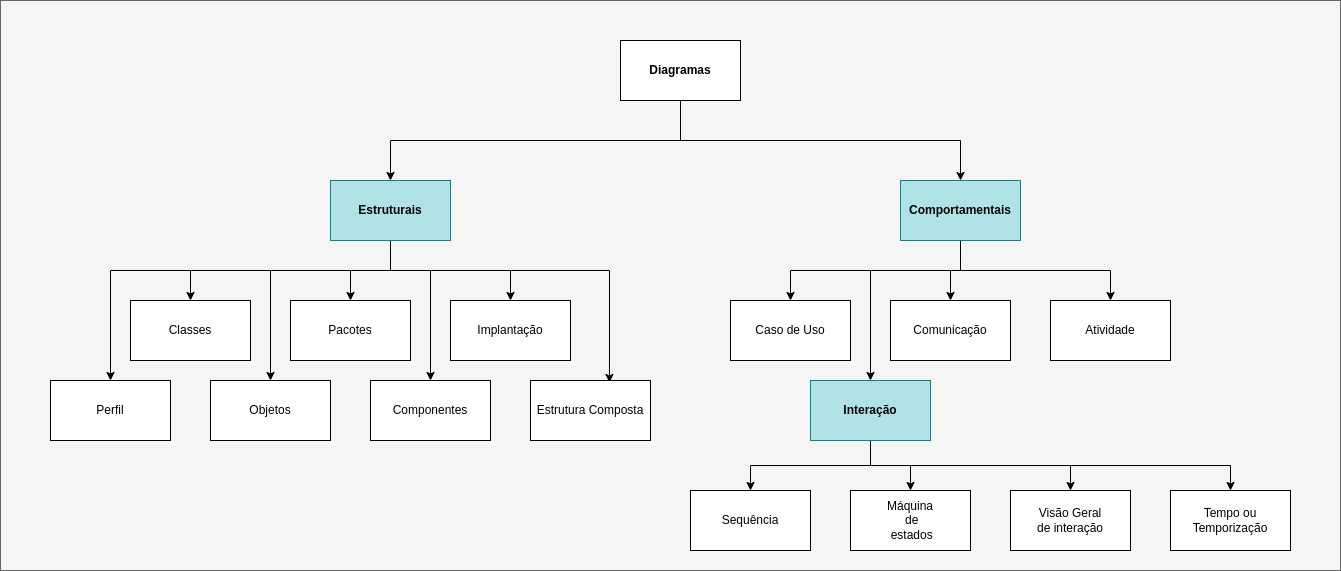 Diagramas
Estruturais
Comportamentais
Classes
Pacotes
Implantação
Caso de Uso
Comunicação
Atividade
Perfil
Objetos
Componentes
Estrutura Composta
Interação
Sequência
Máquina
de
estados
Visão Geral
de interação
Tempo ou
Temporização